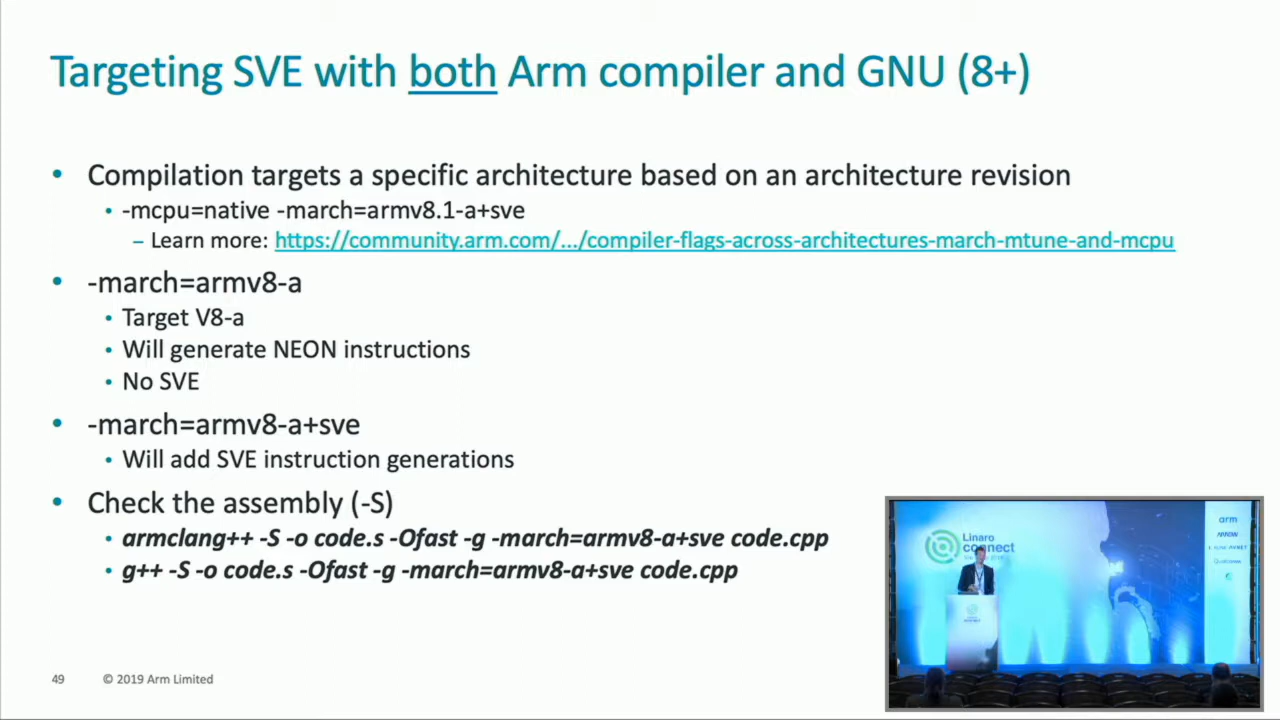 Targeting SVE with both Arm compiler and GNU (8+)
• Compilation targets a specific architecture based on an architecture revision
• -mcpu=native -march=armv8.1-a+sve
– Learn more: https://community.arm.com/.../compiler-flags-across-architectures-march-mtune-and-mcpu
• -march=armv8-a
• Target V8-a
• Will generate NEON instructions
• No SVE
• -march=armv8-a+sve
• Will add SVE instruction generations
• Check the assembly (-S)
• armclang++ -S -o code.s -Ofast -g -march=armv8-a+sve code.cpp
• g++ -S -o code.s -Ofast -g -march=armv8-a+sve code.cpp
Linaro
connect
arm
ARROW
49 © 2019 Arm Limited